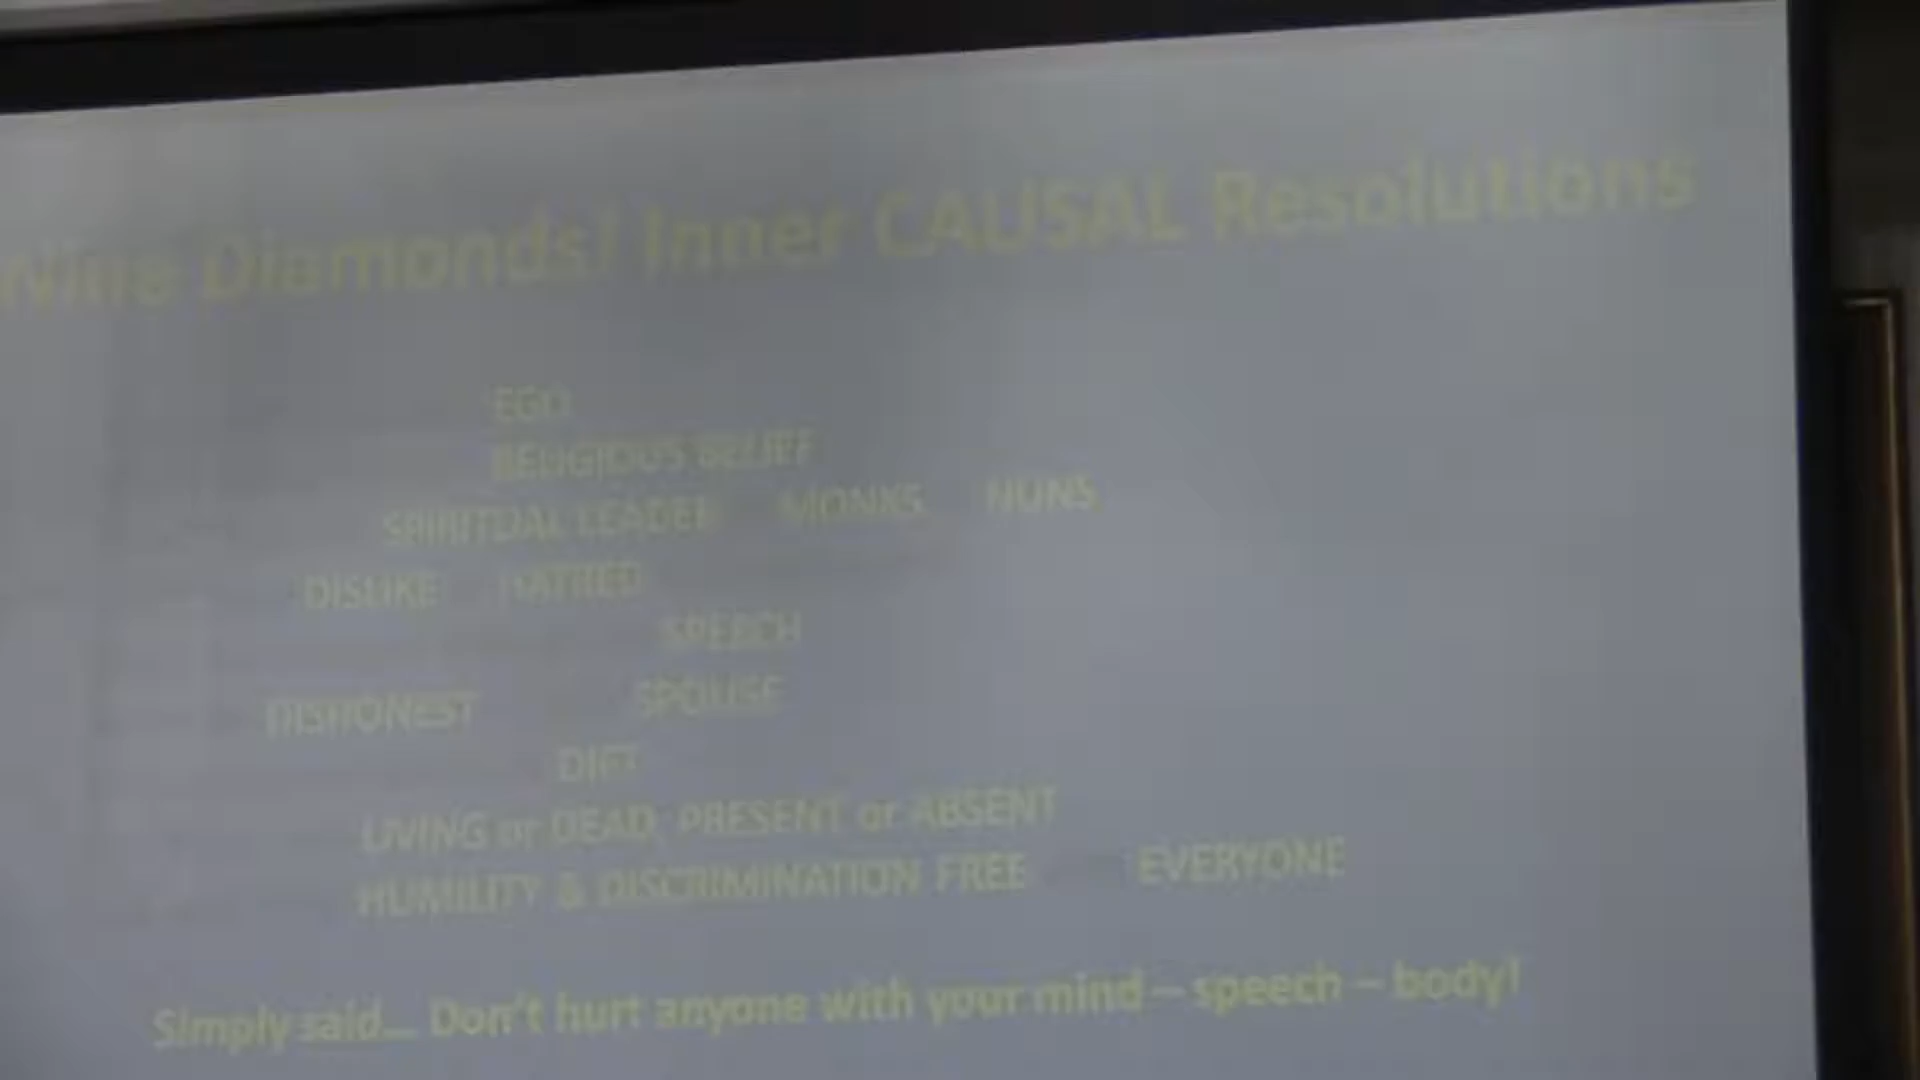 Nine Diamonds! Inner CAUSAL Resolutions
EGO
RELIGIOUS BELIEF
SPIRITUAL LEADER MONKS NUNS
DISLIKE HATRED
SPEECH
DISHONEST SPOUSE
DIET
LIVING or DEAD, PRESENT or ABSENT
HUMILITY & DISCRIMINATION FREE EVERYONE
Simply said... Don't hurt anyone with your mind – speech – body!